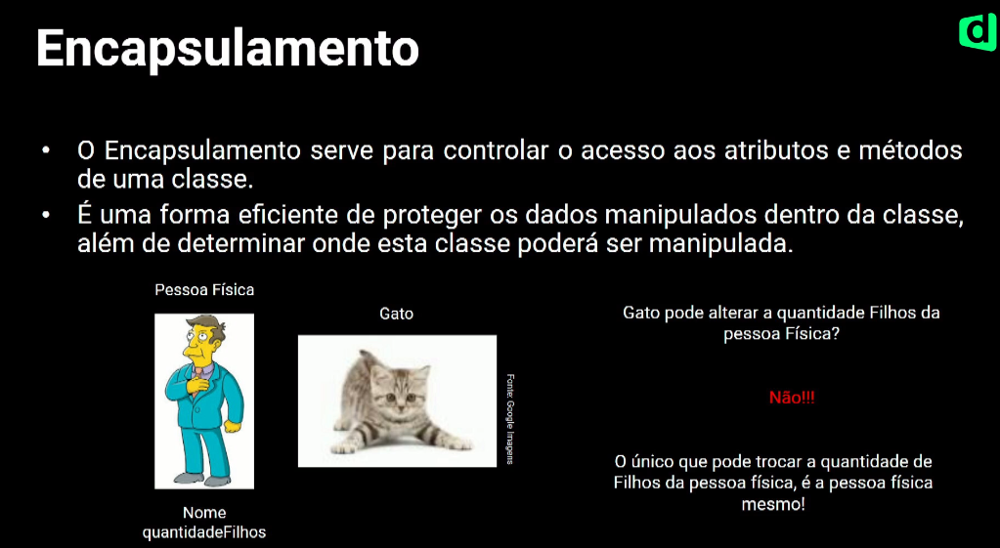 Encapsulamento
d
• O Encapsulamento serve para controlar o acesso aos atributos e métodos
de uma classe.
• É uma forma eficiente de proteger os dados manipulados dentro da classe,
além de determinar onde esta classe poderá ser manipulada.
Pessoa Física
Nome
quantidadeFilhos
Gato
Fonte: Google Imagens
Gato pode alterar a quantidade Filhos da
pessoa Física?
Não!!!
O único que pode trocar a quantidade de
Filhos da pessoa física, é a pessoa física
mesmo!